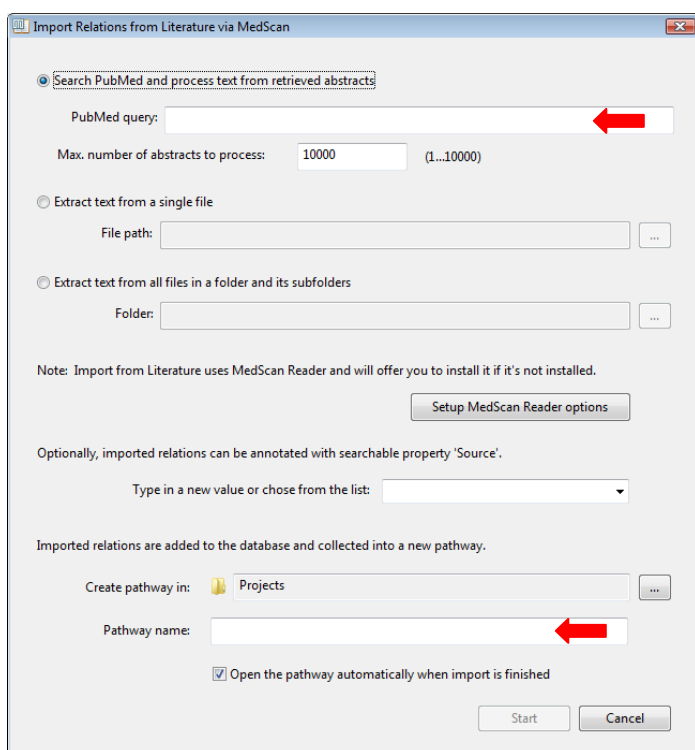 Import Relations from Literature via MedScan
Search PubMed and process text from retrieved abstracts
PubMed query:
Max. number of abstracts to process: 10000 (1...10000)
Extract text from a single file
File path: ...
Extract text from all files in a folder and its subfolders
Folder: ...
Note: Import from Literature uses MedScan Reader and will offer you to install it if it's not installed.
Setup MedScan Reader options
Optionally, imported relations can be annotated with searchable property 'Source'.
Type in a new value or chose from the list:
Imported relations are added to the database and collected into a new pathway.
Create pathway in: Projects ...
Pathway name:
Open the pathway automatically when import is finished
Start Cancel